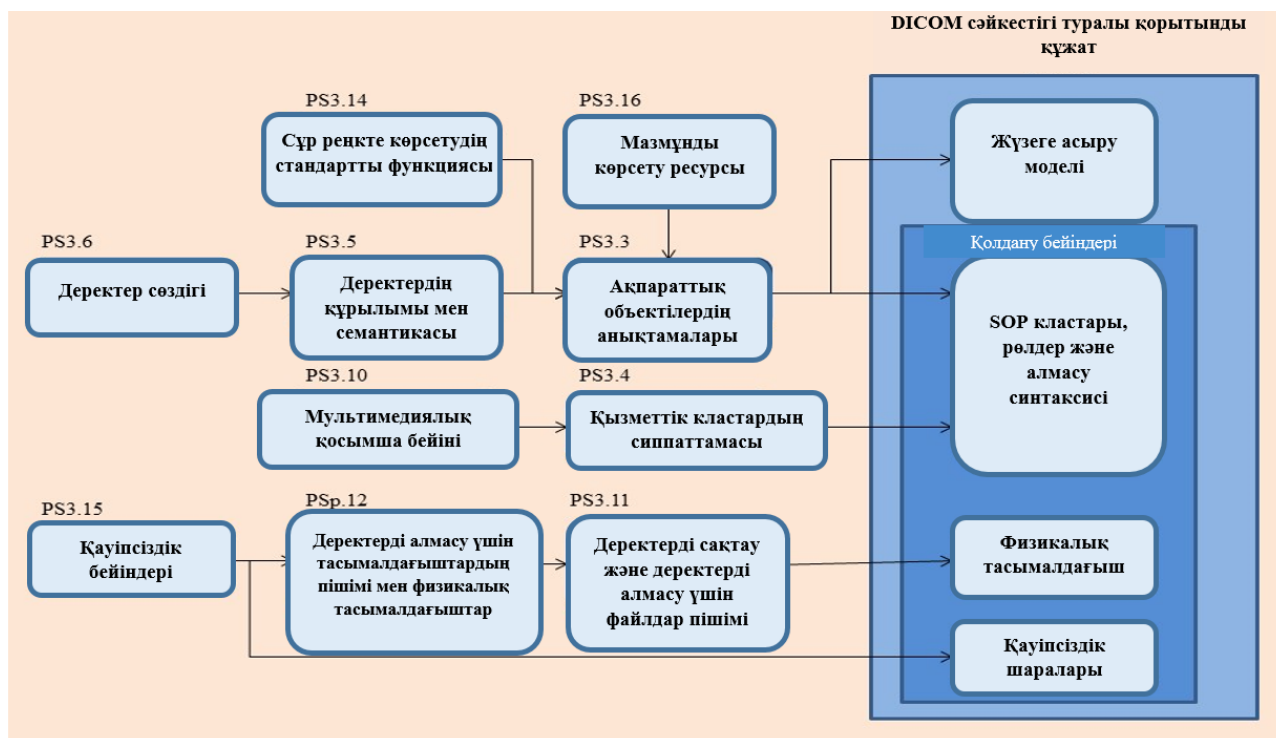 DICOM сәйкестігі туралы қорытынды
құжат
PS3.14
Сұр реңкте көрсетудің
стандартты функциясы
PS3.16
Мазмұнды
көрсету ресурсы
Жүзеге асыру
моделі
PS3.6
Деректер сөздігі
PS3.5
Деректердің
құрылымы мен
семантикасы
PS3.3
Ақпараттық
объектілердің
анықтамалары
Қолдану бейіндері
SOP кластары,
рөлдер және
алмасу
синтаксисі
PS3.10
Мультимедиялық
қосымша бейіні
PS3.4
Қызметтік кластардың
сиппаттамасы
PS3.15
Қауіпсіздік
бейіндері
PSp.12
Деректерді алмасу үшін
тасымалдағыштардың
пішімі мен физикалық
тасымалдағыштар
PS3.11
Деректерді сақтау
және деректерді
алмасу үшін
файлдар пішімі
Физикалық
тасымалдағыш
Қауіпсіздік
шаралары